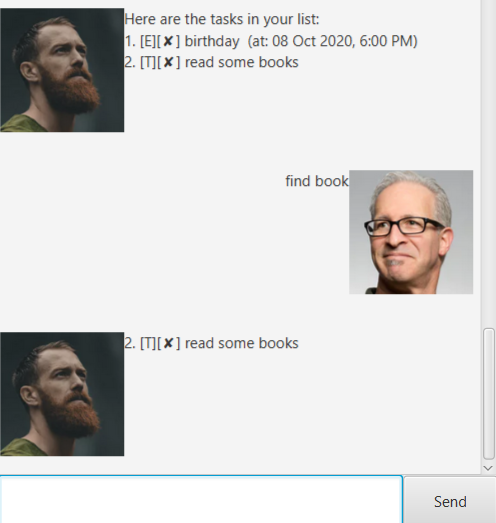 Here are the tasks in your list:
1. [E][✘] birthday  (at: 08 Oct 2020, 6:00 PM)
2. [T][✘] read some books
find book
2. [T][✘] read some books
Send